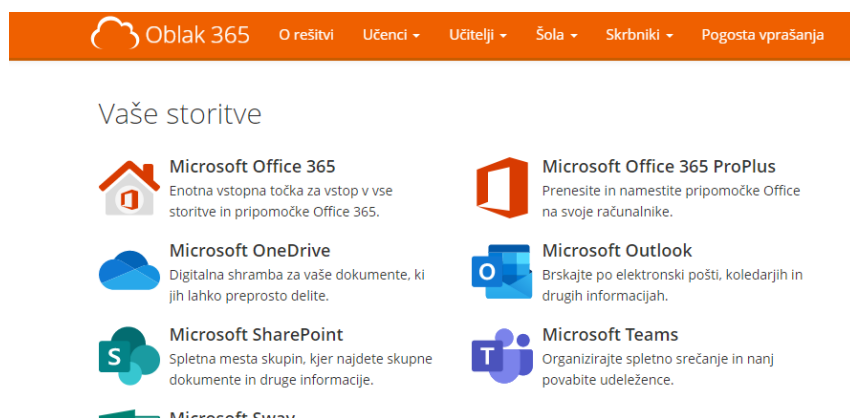 Oblak 365 O rešitvi Učenci Učitelji Šola Skrbniki Pogosta vprašanja
Vaše storitve
Microsoft Office 365
Enotna vstopna točka za vstop v vse
storitve in pripomočke Office 365.
Microsoft Office 365 ProPlus
Prenesite in namestite pripomočke Office
na svoje računalnike.
Microsoft OneDrive
Digitalna shramba za vaše dokumente, ki
jih lahko preprosto delite.
Microsoft Outlook
Brskajte po elektronski pošti, koledarjih in
drugih informacijah.
Microsoft SharePoint
Spletna mesta skupin, kjer najdete skupne
dokumente in druge informacije.
Microsoft Teams
Organizirajte spletno srečanje in nanj
povabite udeležence.
Microsoft Sway